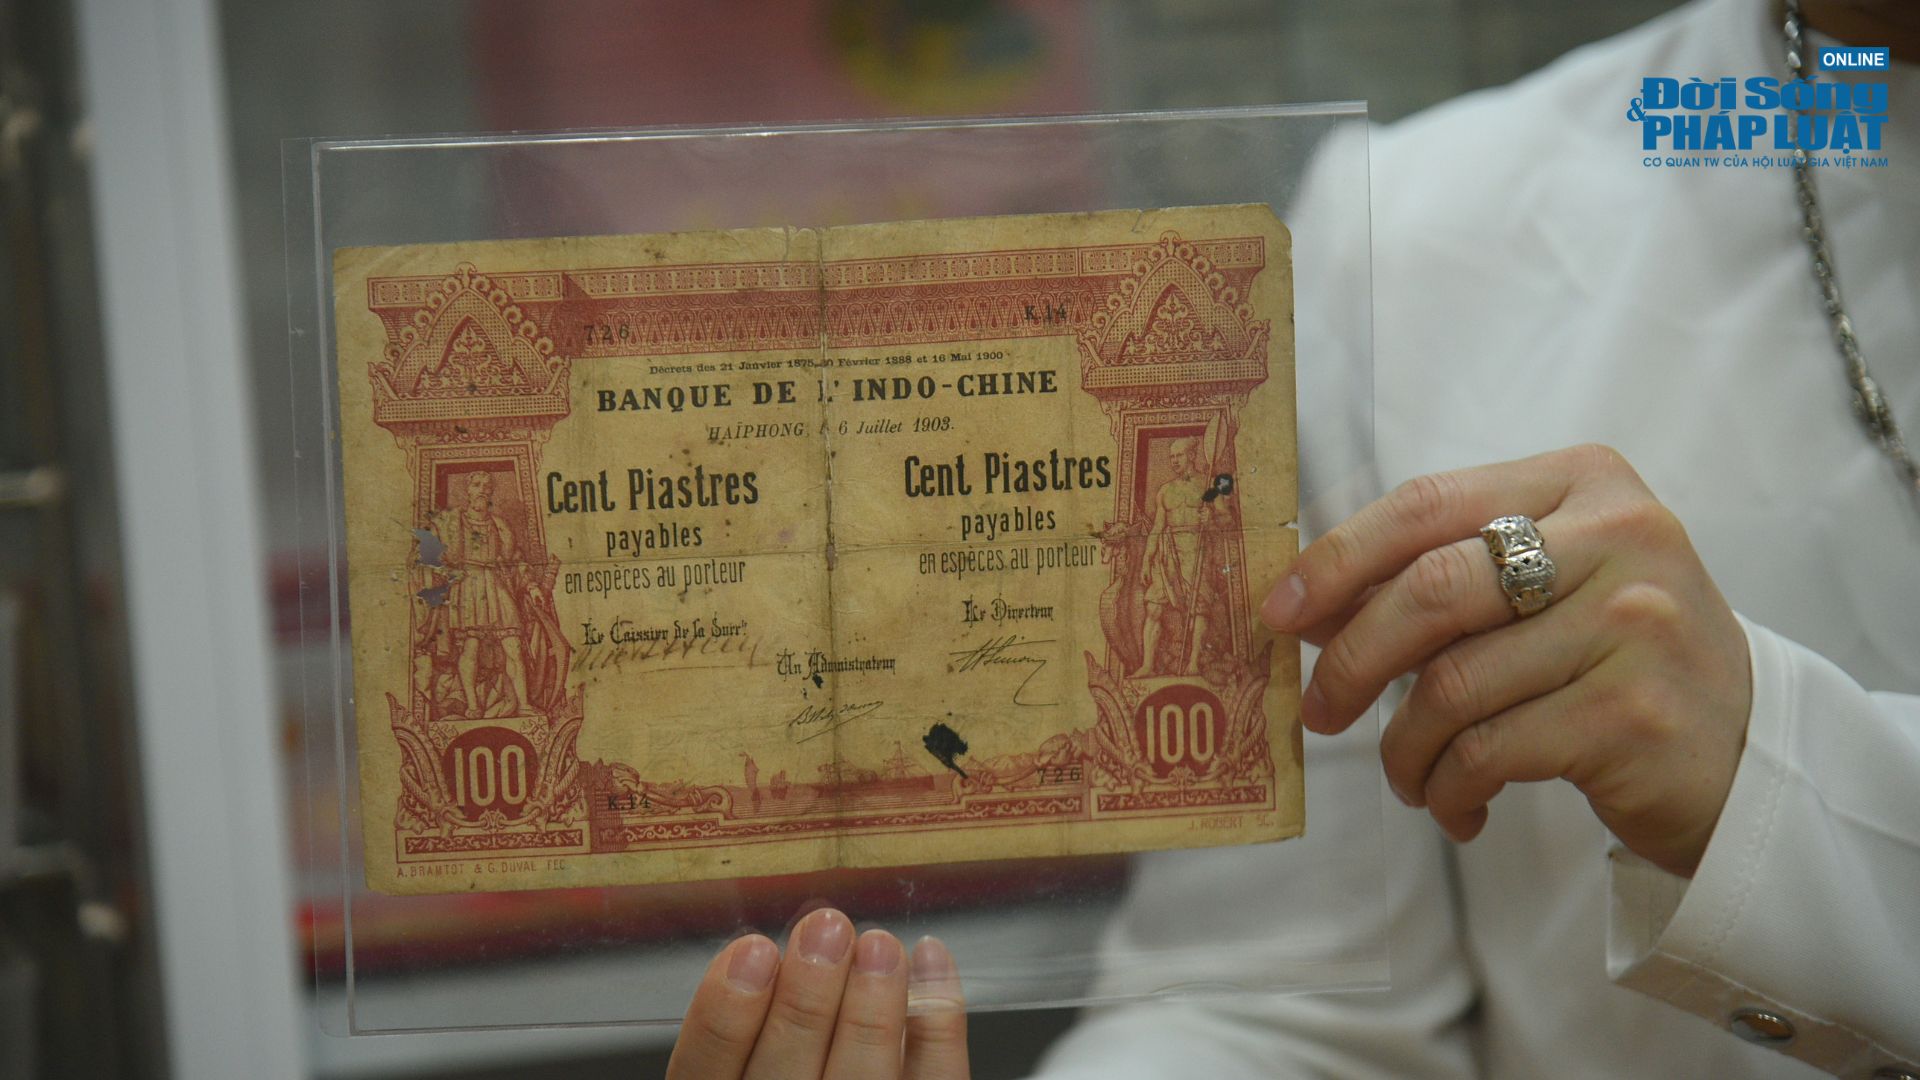 ONLINE
Đời Sống
& PHÁP LUẬT
CƠ QUAN TW CỦA HỘI LUẬT GIA VIỆT NAM
726
K.14
Décrets des 21 Janvier 1875, 20 Février 1888 et 16 Mai 1900
BANQUE DE L'INDO-CHINE
HAÏPHONG, 6 Juillet 1903.
Cent Piastres
payables
en espèces au porteur
Cent Piastres
payables
en espèces au porteur
Le Caissier de la Succle
Un Administrateur
Le Directeur
100
100
K.14
726
A. BRAMTOT & G. DUVAL FEC.
J. ROBERT SC.